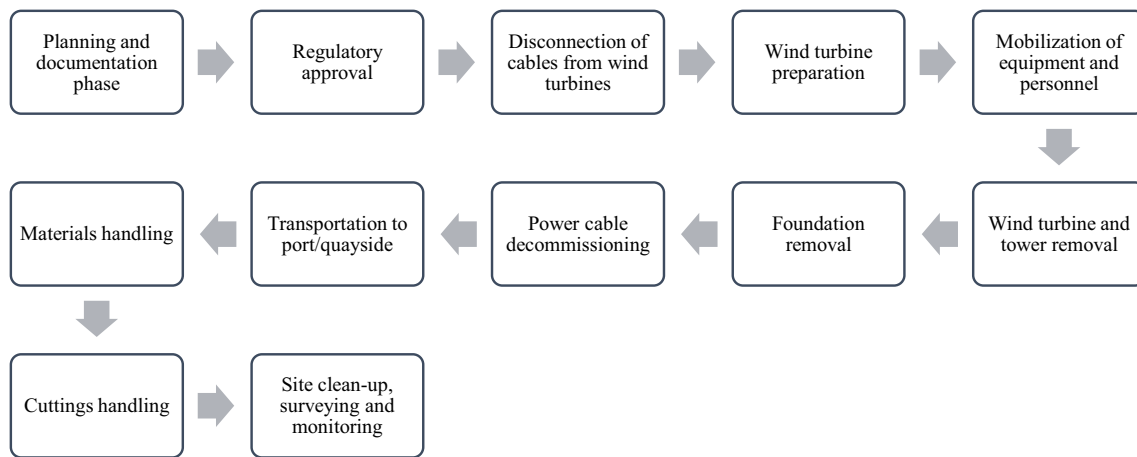 Planning and
documentation
phase
Regulatory
approval
Disconnection of
cables from wind
turbines
Wind turbine
preparation
Mobilization of
equipment and
personnel
Wind turbine and
tower removal
Foundation
removal
Power cable
decommissioning
Transportation to
port/quayside
Materials handling
Cuttings handling
Site clean-up,
surveying and
monitoring